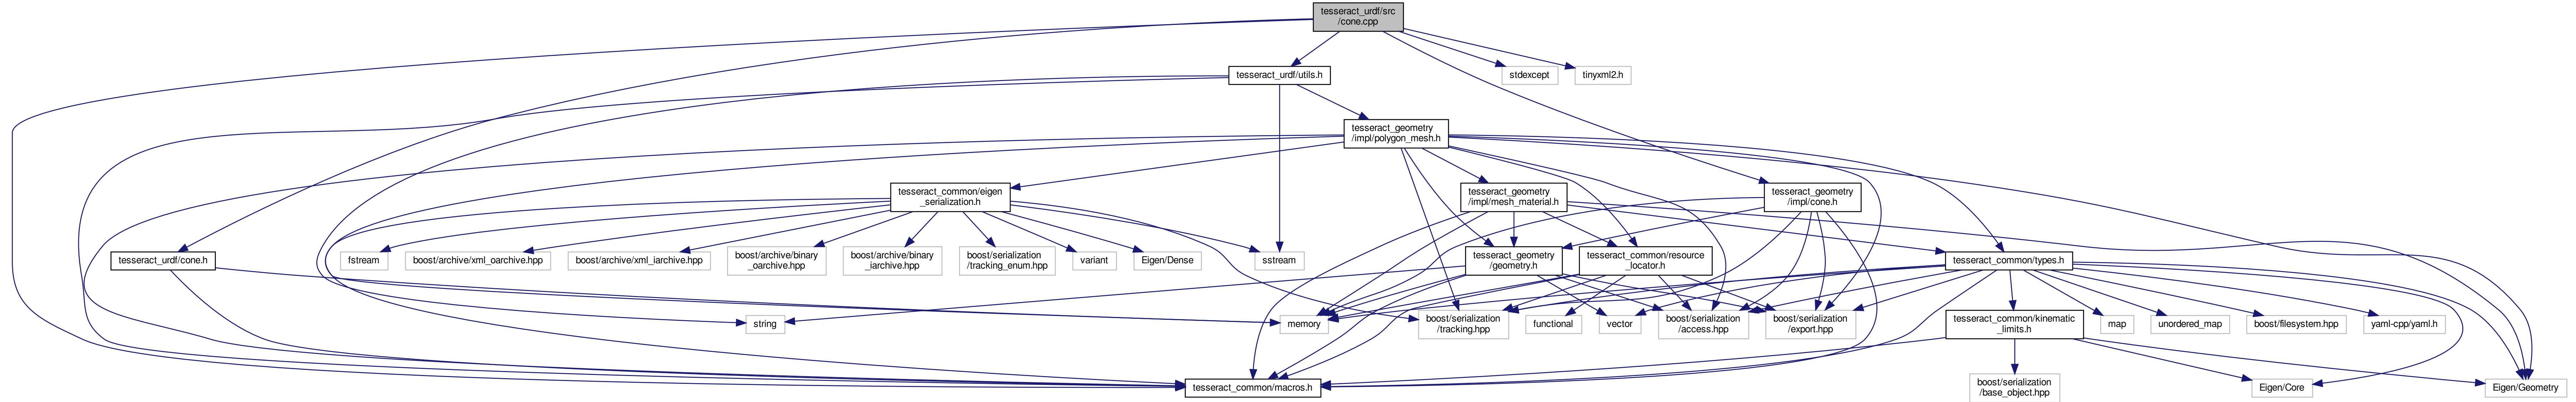 tesseract_urdf/src
/cone.cpp
tesseract_urdf/utils.h
stdexcept
tinyxml2.h
tesseract_geometry
/impl/polygon_mesh.h
tesseract_common/eigen
_serialization.h
tesseract_geometry
/impl/mesh_material.h
tesseract_geometry
/impl/cone.h
tesseract_urdf/cone.h
fstream
boost/archive/xml_oarchive.hpp
boost/archive/xml_iarchive.hpp
boost/archive/binary
_oarchive.hpp
boost/archive/binary
_iarchive.hpp
boost/serialization
/tracking_enum.hpp
variant
Eigen/Dense
sstream
tesseract_geometry
/geometry.h
tesseract_common/resource
_locator.h
tesseract_common/types.h
string
memory
boost/serialization
/tracking.hpp
functional
vector
boost/serialization
/access.hpp
boost/serialization
/export.hpp
tesseract_common/kinematic
_limits.h
map
unordered_map
boost/filesystem.hpp
yaml-cpp/yaml.h
tesseract_common/macros.h
boost/serialization
/base_object.hpp
Eigen/Core
Eigen/Geometry